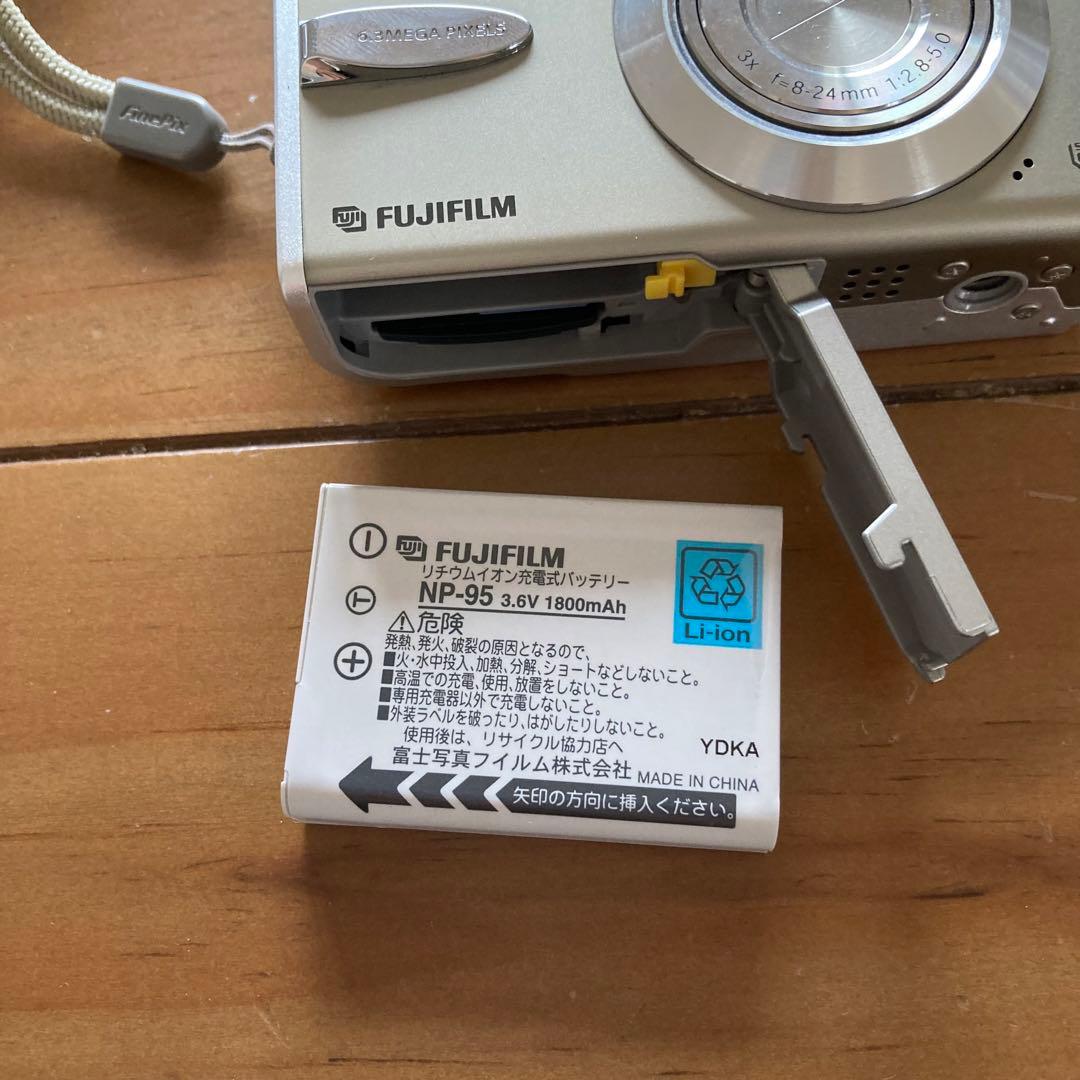 6.3MEGA PIXELS
FinePix
3x f=8-24mm 1:2.8-5.0
FUJI FUJIFILM
FUJI FUJIFILM
リチウムイオン充電式バッテリー
NP-95 3.6V 1800mAh
危険
発熱、発火、破裂の原因となるので、
■火・水中投入、加熱、分解、ショートなどしないこと。
■高温での充電、使用、放置をしないこと。
■専用充電器以外で充電しないこと。
■外装ラベルを破ったり、はがしたりしないこと。
使用後は、リサイクル協力店へ
富士写真フイルム株式会社
YDKA
MADE IN CHINA
矢印の方向に挿入ください。
Li-ion
T